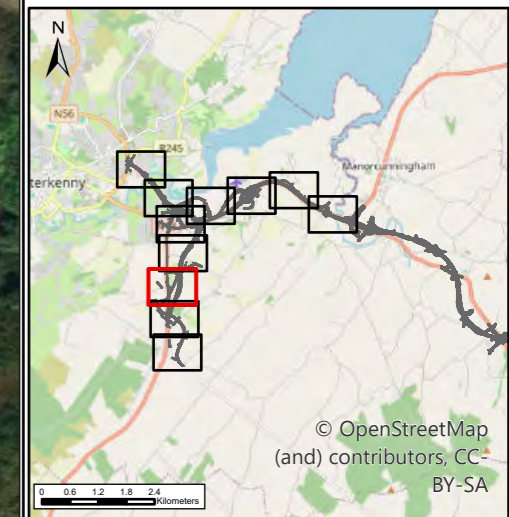 N
N56
R245
terkenny
Manorcunningham
© OpenStreetMap
(and) contributors, CC-
BY-SA
0 0.6 1.2 1.8 2.4
Kilometers